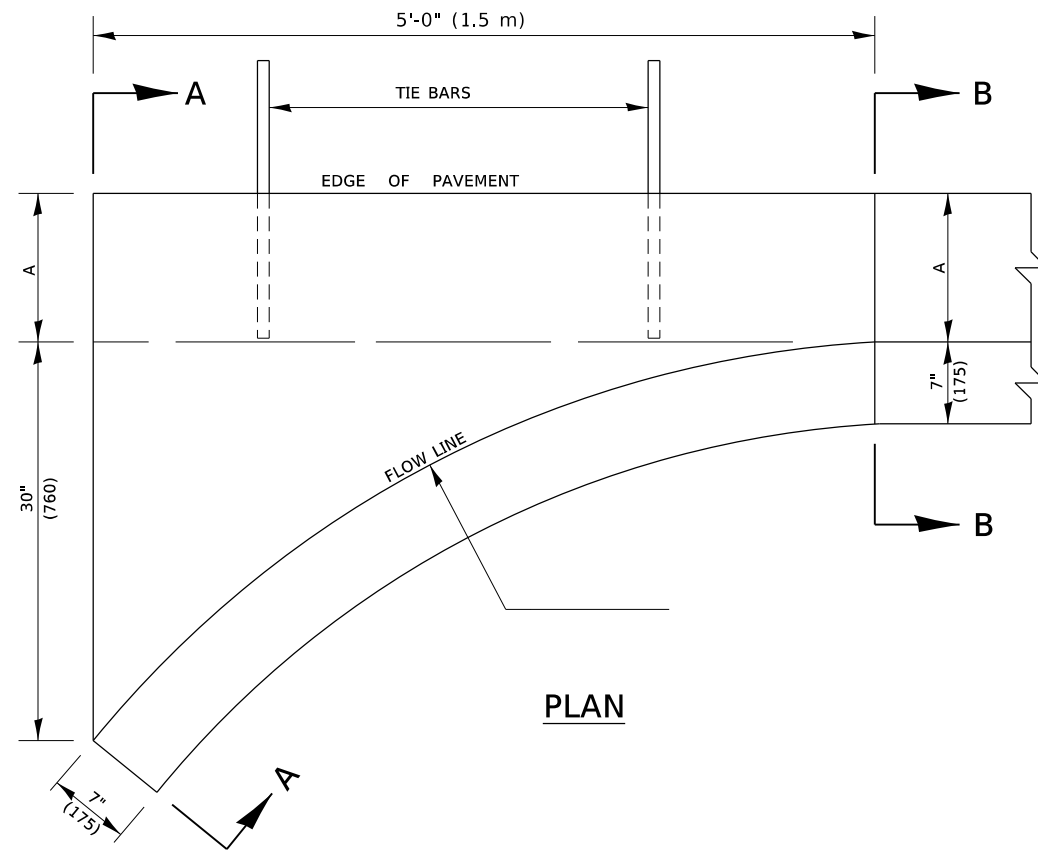 5'-0" (1.5 m)
A
B
TIE BARS
EDGE OF PAVEMENT
A
A
7"
(175)
FLOW LINE
30"
(760)
B
PLAN
A
7"
(175)